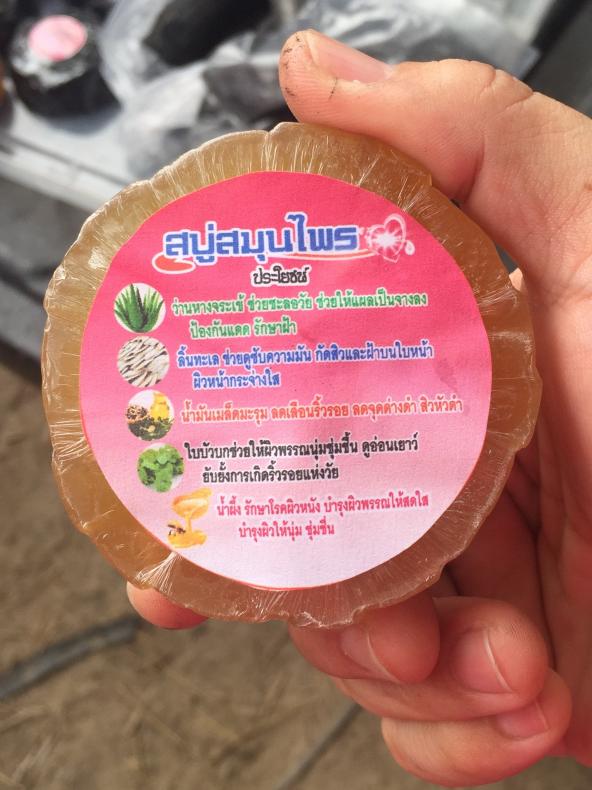 สบู่สมุนไพร
ประโยชน์
ว่านหางจระเข้ ช่วยชะลอวัย ช่วยให้แผลเป็นจางลง
ป้องกันแดด รักษาฝ้า
ลิ้นทะเล ช่วยดูซับความมัน กัดสิวและฝ้าบนใบหน้า
ผิวหน้ากระจ่างใส
น้ำมันเมล็ดมะรุม ลดเลือนริ้วรอย ลดจุดด่างดำ สิวหัวดำ
ใบบัวบกช่วยให้ผิวพรรณนุ่มชุ่มชื้น ดูอ่อนเยาว์
ยับยั้งการเกิดริ้วรอยแห่งวัย
น้ำผึ้ง รักษาโรคผิวหนัง บำรุงผิวพรรณให้สดใส
บำรุงผิวให้นุ่ม ชุ่มชื่น